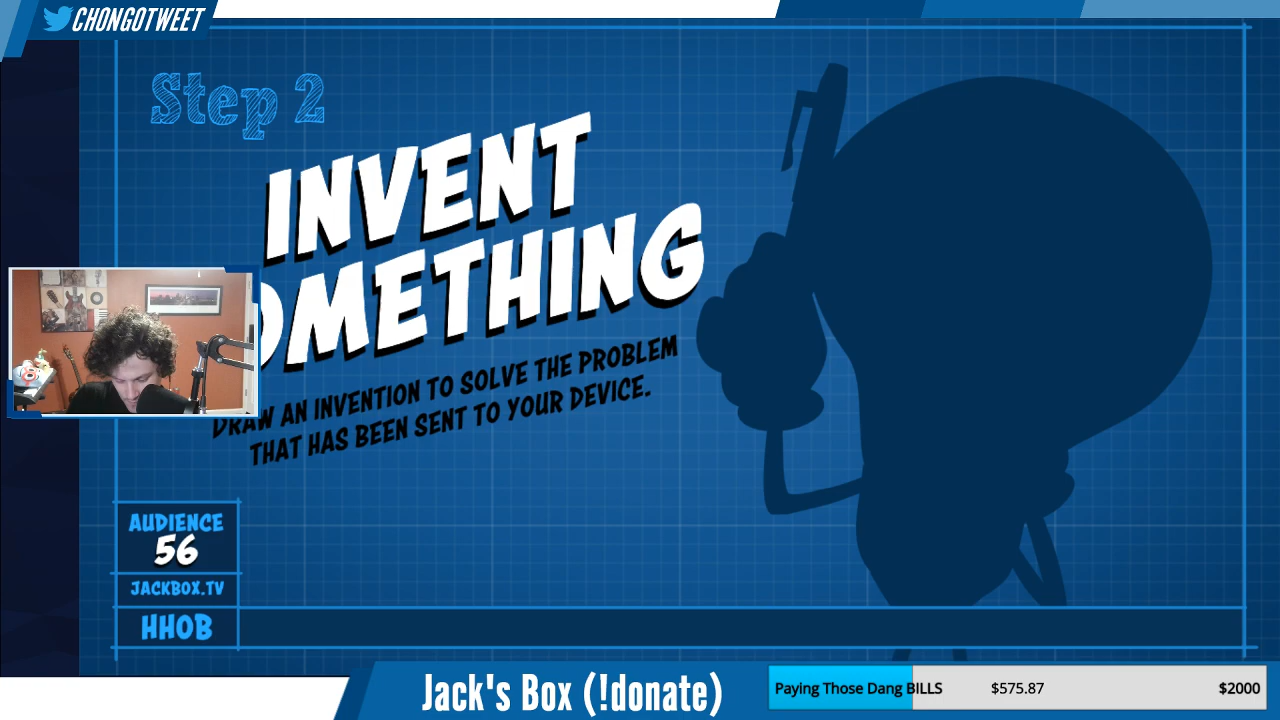 CHONGOTWEET
Step 2
INVENT
OMETHING
DRAW AN INVENTION TO SOLVE THE PROBLEM
THAT HAS BEEN SENT TO YOUR DEVICE.
AUDIENCE
56
JACKBOX.TV
HHOB
Jack's Box (!donate)
Paying Those Dang BILLS $575.87 $2000